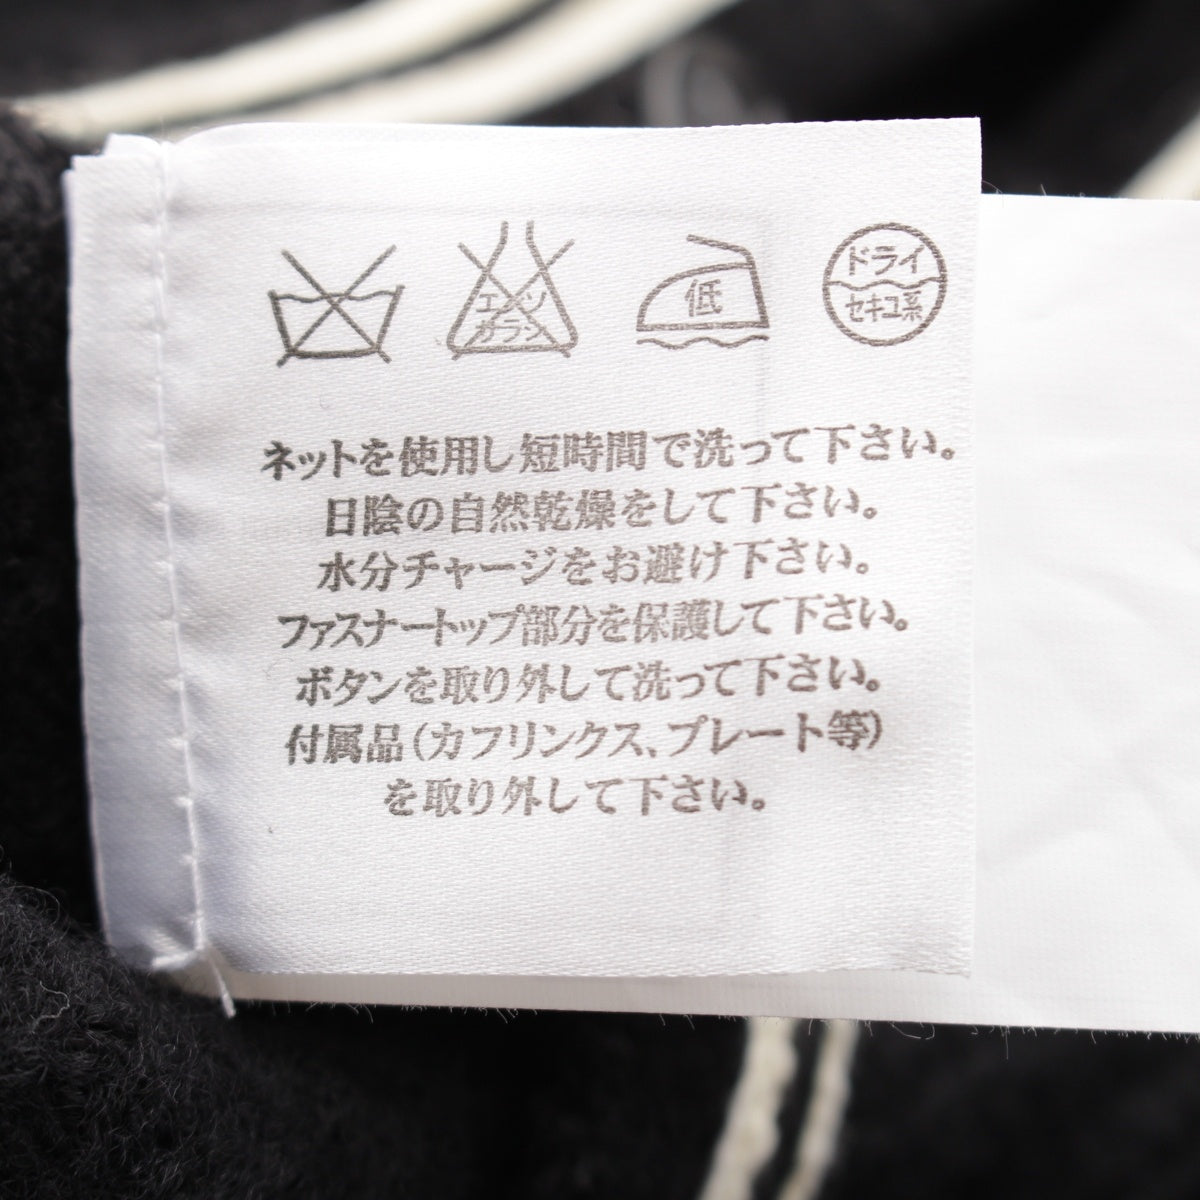 エンソ
サラシ
低
ドライ
セキユ系
ネットを使用し短時間で洗って下さい。
日陰の自然乾燥をして下さい。
水分チャージをお避け下さい。
ファスナートップ部分を保護して下さい。
ボタンを取り外して洗って下さい。
付属品(カフリンクス、プレート等)
を取り外して下さい。